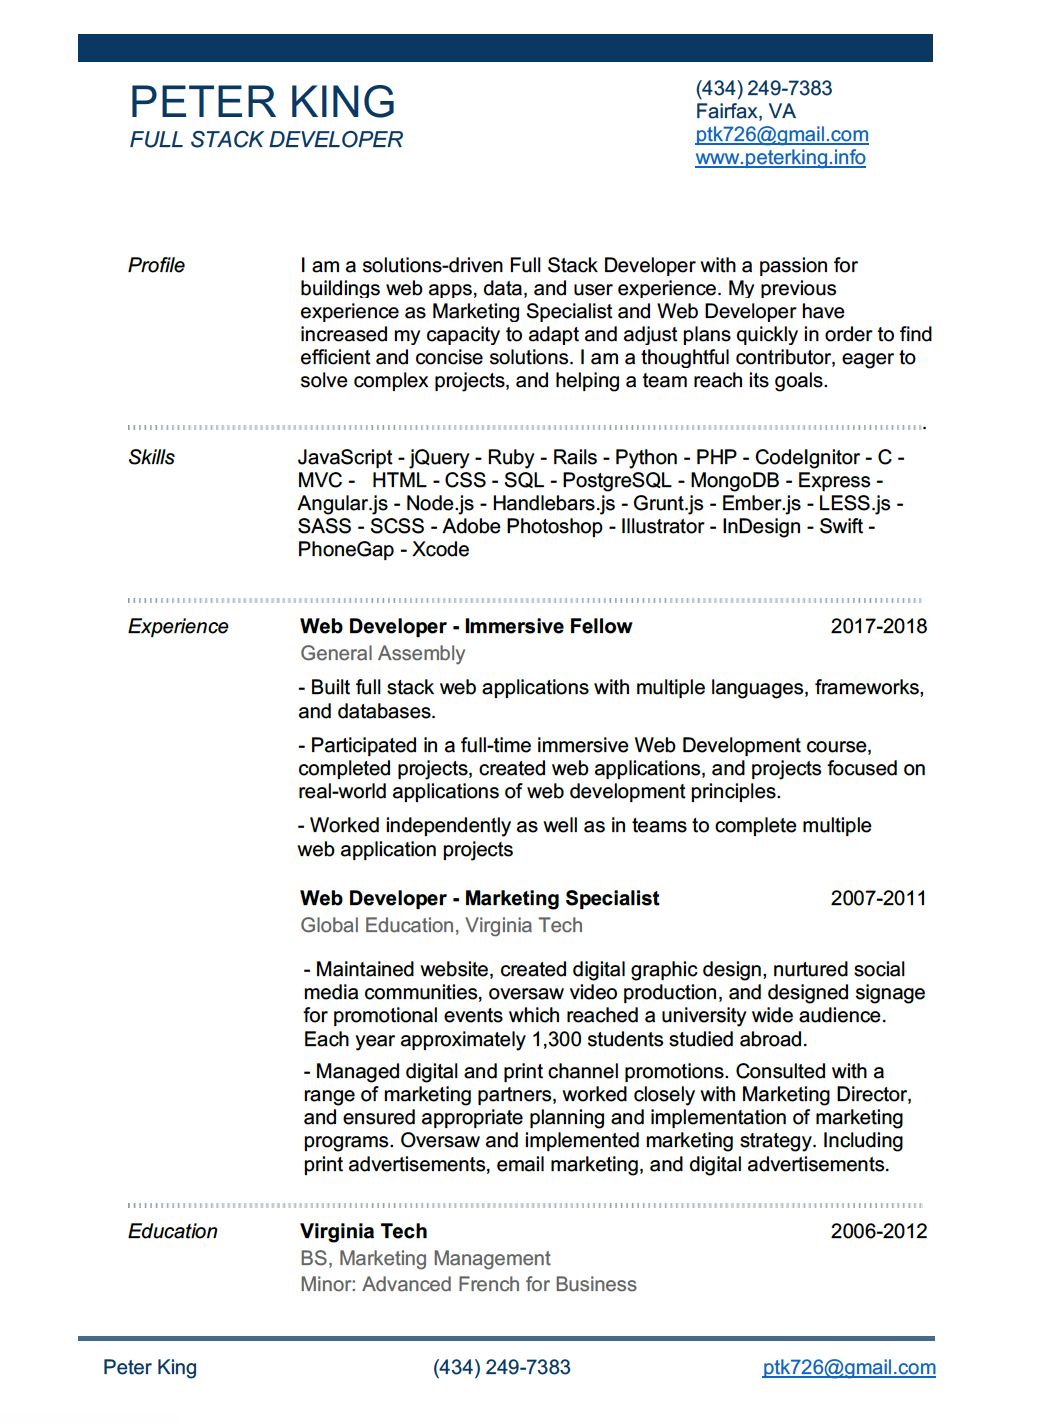 PETER KING
FULL STACK DEVELOPER
(434) 249-7383
Fairfax, VA
ptk726@gmail.com
www.peterking.info
Profile
I am a solutions-driven Full Stack Developer with a passion for
buildings web apps, data, and user experience. My previous
experience as Marketing Specialist and Web Developer have
increased my capacity to adapt and adjust plans quickly in order to find
efficient and concise solutions. I am a thoughtful contributor, eager to
solve complex projects, and helping a team reach its goals.
Skills
JavaScript - jQuery - Ruby - Rails - Python - PHP - CodeIgnitor - C -
MVC - HTML - CSS - SQL - PostgreSQL - MongoDB - Express -
Angular.js - Node.js - Handlebars.js - Grunt.js - Ember.js - LESS.js -
SASS - SCSS - Adobe Photoshop - Illustrator - InDesign - Swift -
PhoneGap - Xcode
Experience
Web Developer - Immersive Fellow 2017-2018
General Assembly
- Built full stack web applications with multiple languages, frameworks,
and databases.
- Participated in a full-time immersive Web Development course,
completed projects, created web applications, and projects focused on
real-world applications of web development principles.
- Worked independently as well as in teams to complete multiple
web application projects
Web Developer - Marketing Specialist 2007-2011
Global Education, Virginia Tech
- Maintained website, created digital graphic design, nurtured social
media communities, oversaw video production, and designed signage
for promotional events which reached a university wide audience.
Each year approximately 1,300 students studied abroad.
- Managed digital and print channel promotions. Consulted with a
range of marketing partners, worked closely with Marketing Director,
and ensured appropriate planning and implementation of marketing
programs. Oversaw and implemented marketing strategy. Including
print advertisements, email marketing, and digital advertisements.
Education
Virginia Tech 2006-2012
BS, Marketing Management
Minor: Advanced French for Business
Peter King (434) 249-7383 ptk726@gmail.com